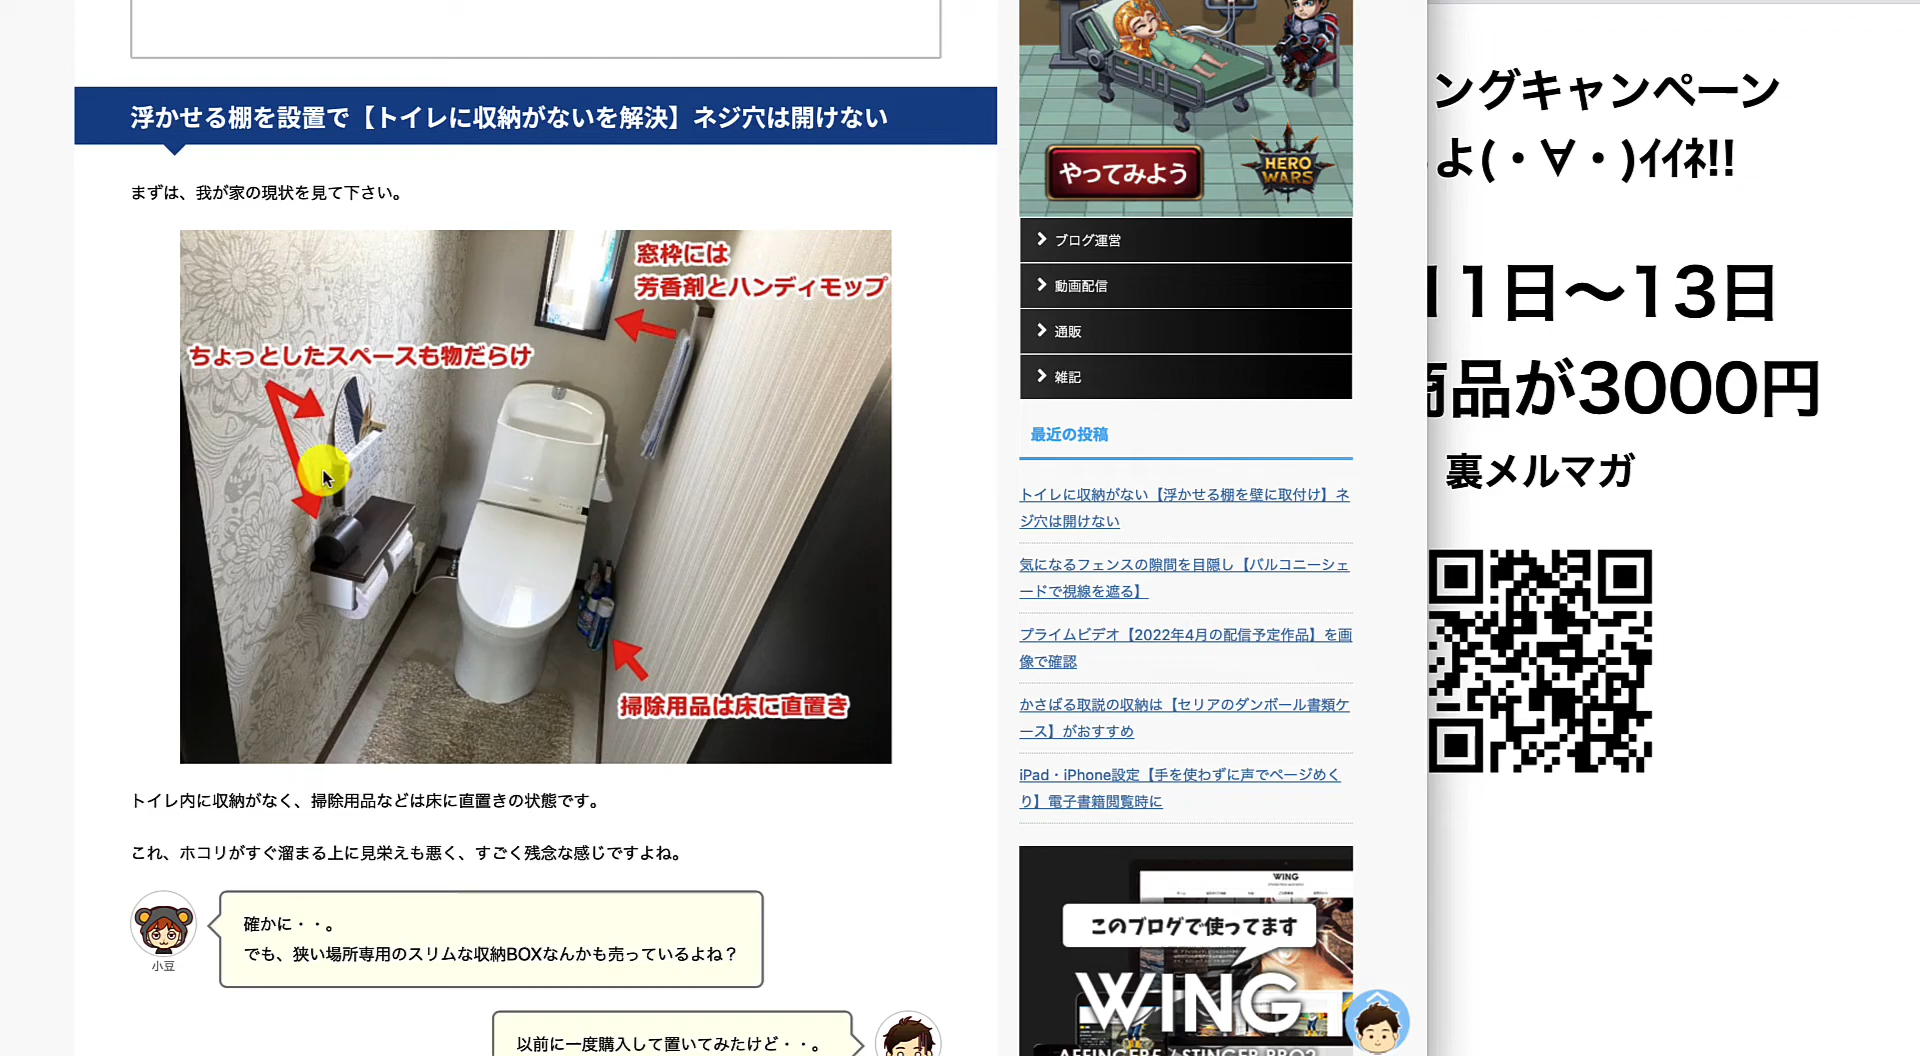 浮かせる棚を設置で【トイレに収納がないを解決】ネジ穴は開けない
まずは、我が家の現状を見て下さい。
窓枠には
芳香剤とハンディモップ
ちょっとしたスペースも物だらけ
掃除用品は床に直置き
トイレ内に収納がなく、掃除用品などは床に直置きの状態です。
これ、ホコリがすぐ溜まる上に見栄えも悪く、すごく残念な感じですよね。
確かに・・。
でも、狭い場所専用のスリムな収納BOXなんかも売っているよね？
小豆
以前に一度購入して置いてみたけど・・。
やってみよう
HERO
WARS
ブログ運営
動画配信
通販
雑記
最近の投稿
トイレに収納がない【浮かせる棚を壁に取付け】ネ
ジ穴は開けない
気になるフェンスの隙間を目隠し【バルコニーシェ
ードで視線を遮る】
プライムビデオ【2022年4月の配信予定作品】を画
像で確認
かさばる取説の収納は【セリアのダンボール書類ケ
ース】がおすすめ
iPad・iPhone設定【手を使わずに声でページめく
り】電子書籍閲覧時に
WING
このブログで使ってます
WING
AFFINGER5 / STINGER PRO2
ングキャンペーン
よ(・∀・)ｲｲﾈ!!
11日〜13日
商品が3000円
裏メルマガ